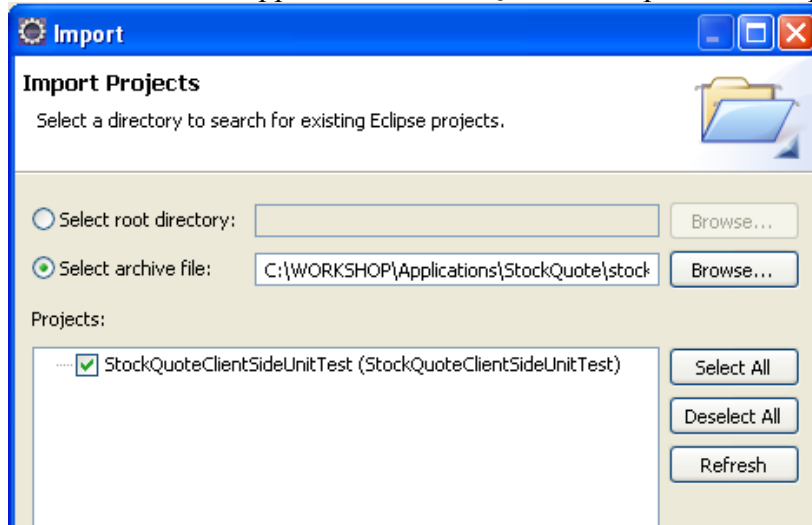 Import
Import Projects
Select a directory to search for existing Eclipse projects.
Select root directory: Browse...
Select archive file: C:\WORKSHOP\Applications\StockQuote\stock Browse...
Projects:
StockQuoteClientSideUnitTest (StockQuoteClientSideUnitTest) Select All
Deselect All
Refresh